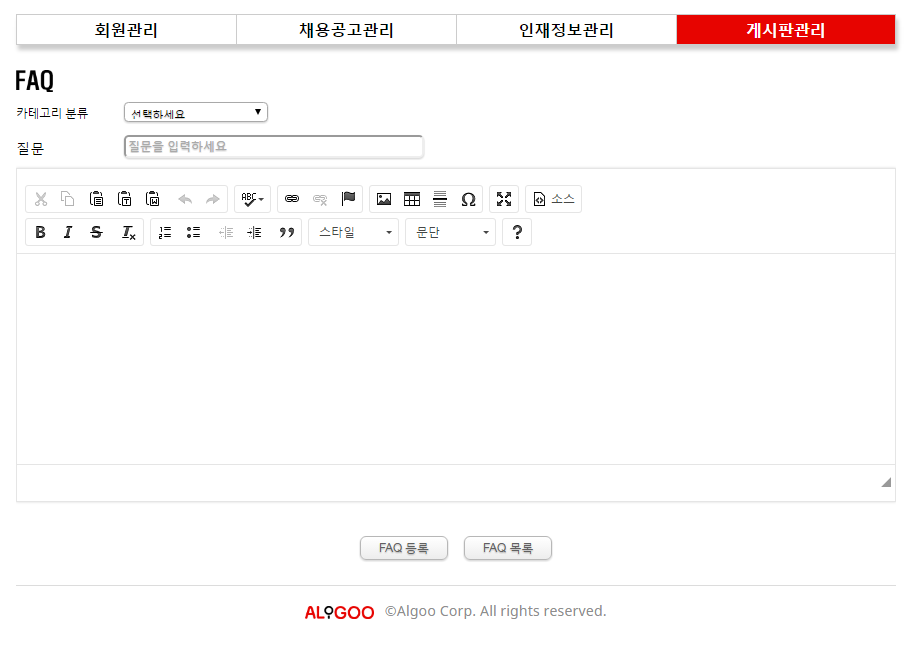 회원관리 채용공고관리 인재정보관리 게시판관리
FAQ
카테고리 분류 선택하세요
질문 질문을 입력하세요
ABC Ω 소스
B I S Ix 스타일 문단 ?
FAQ 등록 FAQ 목록
ALGOO ©Algoo Corp. All rights reserved.